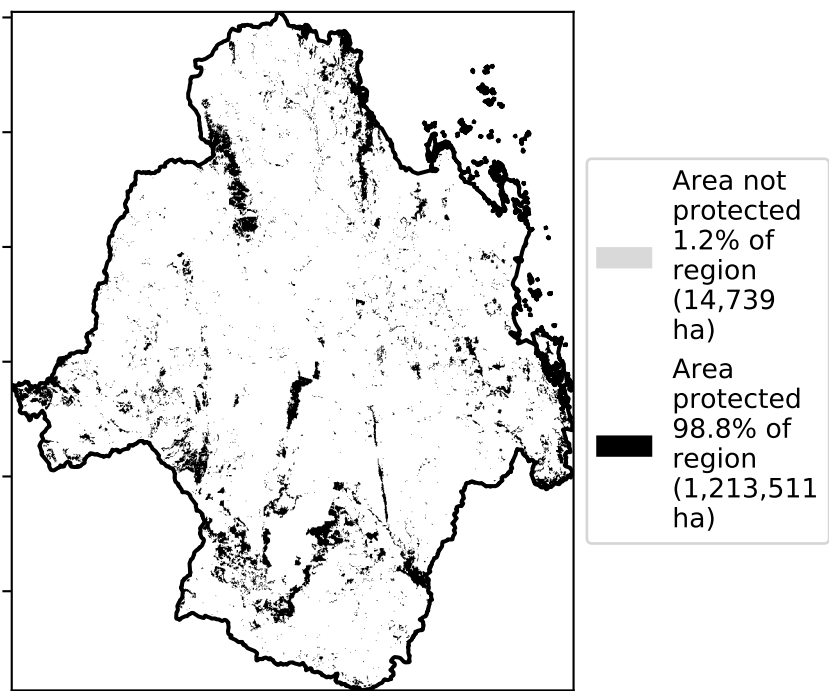 Area not
protected
1.2% of
region
(14,739
ha)
Area
protected
98.8% of
region
(1,213,511
ha)